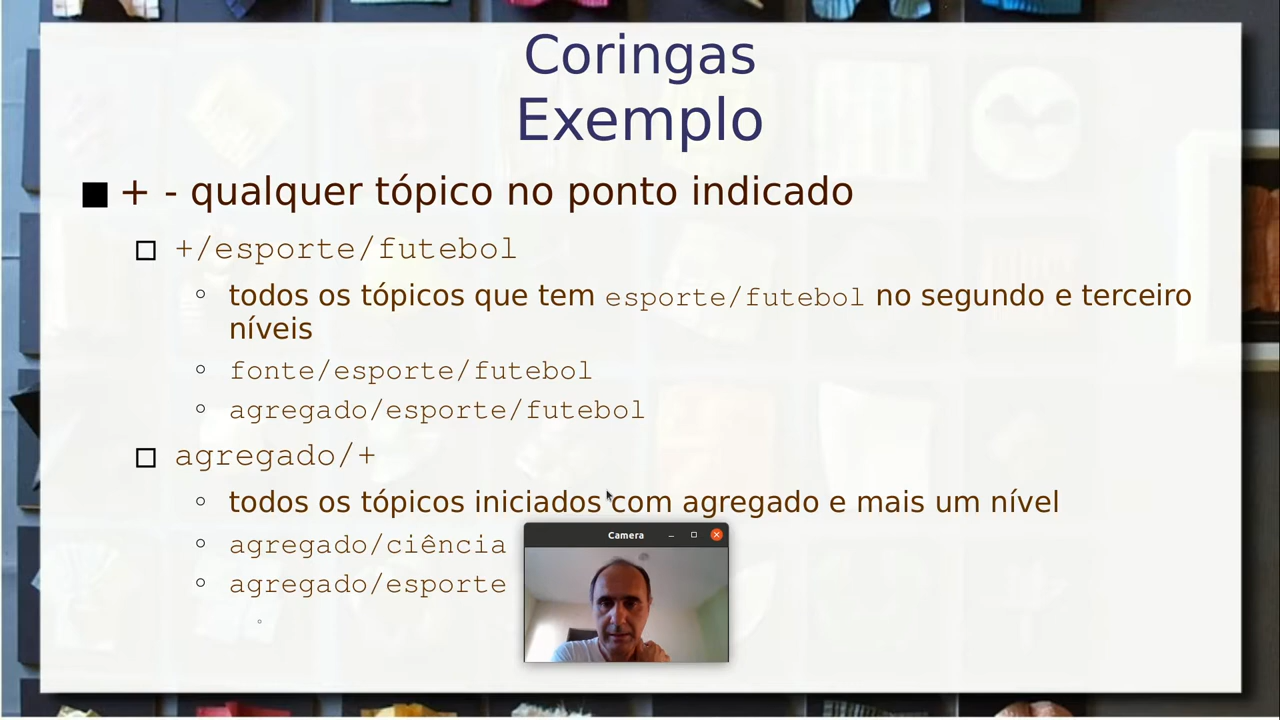 Coringas
Exemplo
+ - qualquer tópico no ponto indicado
+/esporte/futebol
todos os tópicos que tem esporte/futebol no segundo e terceiro
níveis
fonte/esporte/futebol
agregado/esporte/futebol
agregado/+
todos os tópicos iniciados com agregado e mais um nível
agregado/ciência
agregado/esporte
Camera